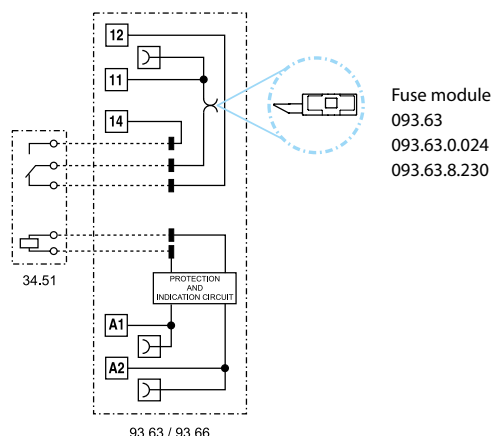 12
11
14
Fuse module
093.63
093.63.0.024
093.63.8.230
34.51
PROTECTION
AND
INDICATION CIRCUIT
A1
A2
93.63 / 93.66